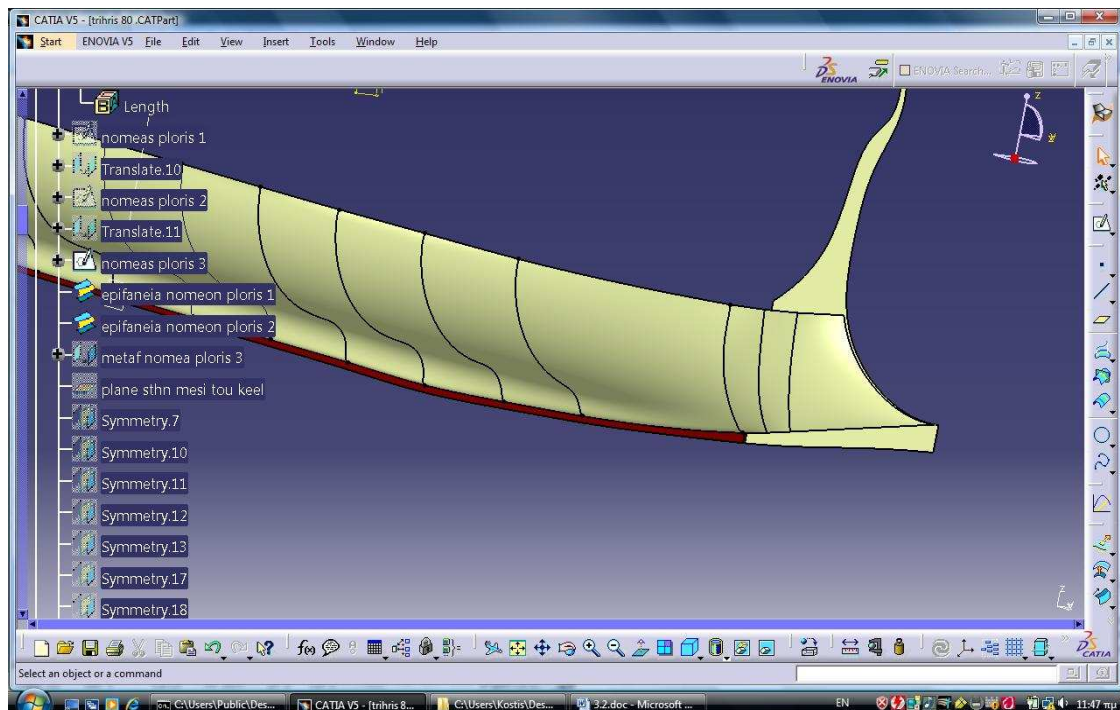 CATIA V5 - [trihris 80 .CATPart]
Start ENOVIA V5 File Edit View Insert Tools Window Help
ENOVIA
ENOVIA Search...
Length
nomeas ploris 1
Translate.10
nomeas ploris 2
Translate.11
nomeas ploris 3
epifaneia nomeon ploris 1
epifaneia nomeon ploris 2
metaf nomea ploris 3
plane sthn mesi tou keel
Symmetry.7
Symmetry.10
Symmetry.11
Symmetry.12
Symmetry.13
Symmetry.17
Symmetry.18
z
z
f(x)
CATIA
Select an object or a command
C:\Users\Public\Des... CATIA V5 - [trihris 8... C:\Users\Kostis\Des... 3.2.doc - Microsoft ... EN 11:47 πμ